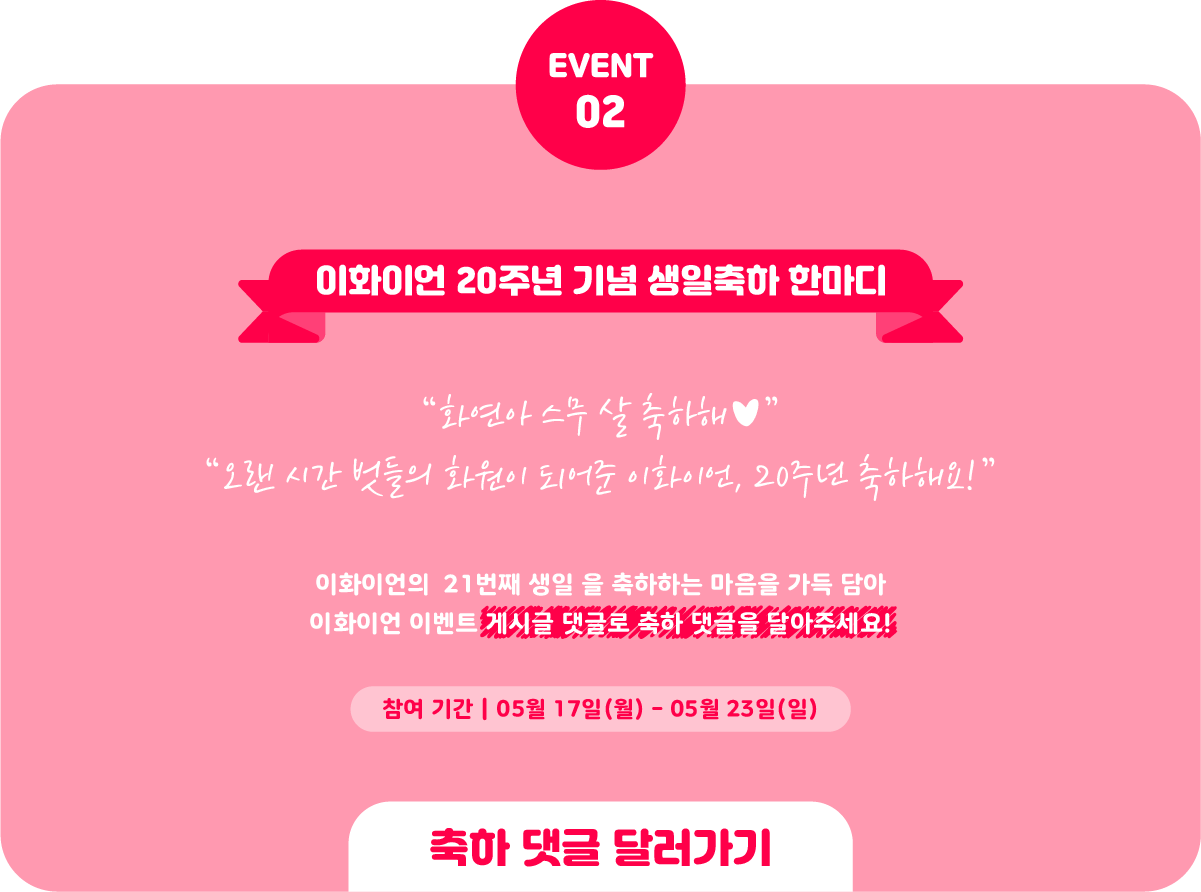 EVENT
02
이화이언 20주년 기념 생일축하 한마디
“화연아 스무 살 축하해♥”
“오랜 시간 벗들의 화원이 되어준 이화이언, 20주년 축하해요!”
이화이언의 21번째 생일 을 축하하는 마음을 가득 담아
이화이언 이벤트 게시글 댓글로 축하 댓글을 달아주세요!
참여 기간 | 05월 17일(월) - 05월 23일(일)
축하 댓글 달러가기